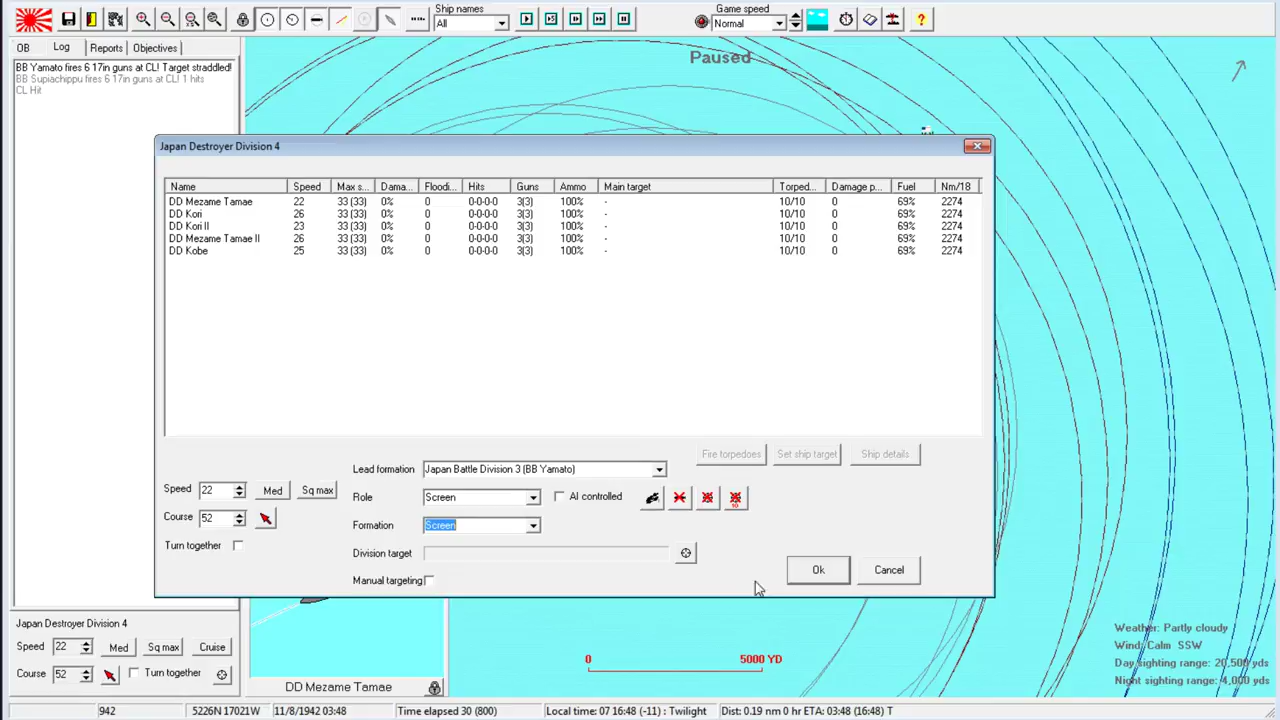 Ship names
All
Game speed
Normal
?
OB
Log
Reports
Objectives
BB Yamato fires 6 17in guns at CL! Target straddled!
BB Supiachippu fires 6 17in guns at CL! 1 hits
CL Hit
Paused
Japan Destroyer Division 4
Name Speed Max s... Dama... Floodi... Hits Guns Ammo Main target Torped... Damage p... Fuel Nm/18
DD Mezame Tamae 22 33 (33) 0% 0 0-0-0-0 3(3) 100% - 10/10 0 69% 2274
DD Kori 26 33 (33) 0% 0 0-0-0-0 3(3) 100% - 10/10 0 69% 2274
DD Kori II 23 33 (33) 0% 0 0-0-0-0 3(3) 100% - 10/10 0 69% 2274
DD Mezame Tamae II 26 33 (33) 0% 0 0-0-0-0 3(3) 100% - 10/10 0 69% 2274
DD Kobe 25 33 (33) 0% 0 0-0-0-0 3(3) 100% - 10/10 0 69% 2274
Fire torpedoes
Set ship target
Ship details
Lead formation Japan Battle Division 3 (BB Yamato)
Speed 22 Med Sq max
Role Screen AI controlled
Course 52
Formation Screen
Turn together
Division target
Manual targeting
Ok
Cancel
Japan Destroyer Division 4
Speed 22 Med Sq max Cruise
Course 52 Turn together
DD Mezame Tamae
0 5000 YD
Weather: Partly cloudy
Wind: Calm SSW
Day sighting range: 20,500 yds
Night sighting range: 4,000 yds
942 5226N 17021W 11/8/1942 03:48 Time elapsed 30 (800) Local time: 07 16:48 (-11) : Twilight Dist: 0.19 nm 0 hr ETA: 03:48 (16:48) T